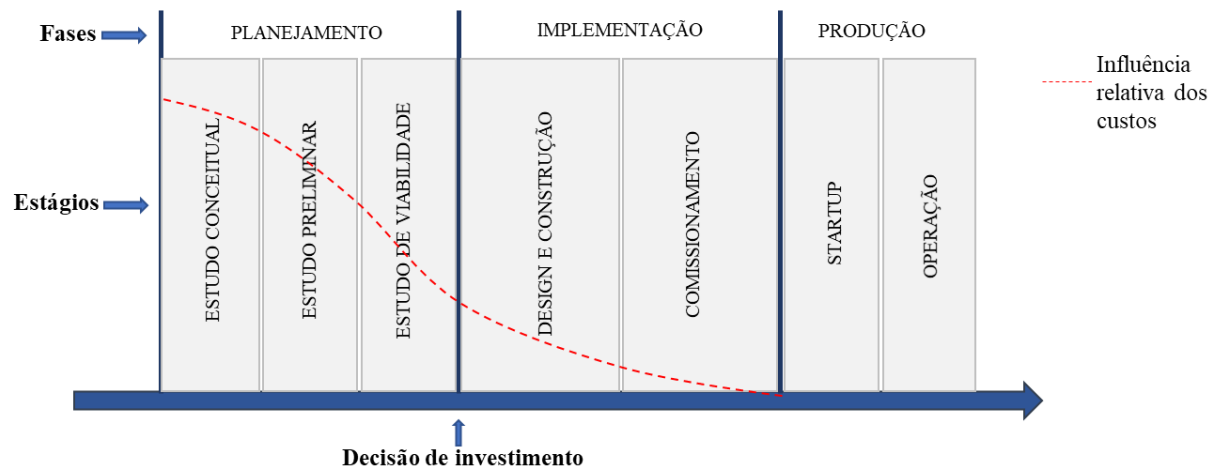 Fases
PLANEJAMENTO
IMPLEMENTAÇÃO
PRODUÇÃO
Influência
relativa dos
custos
Estágios
ESTUDO CONCEITUAL
ESTUDO PRELIMINAR
ESTUDO DE VIABILIDADE
DESIGN E CONSTRUÇÃO
COMISSIONAMENTO
STARTUP
OPERAÇÃO
Decisão de investimento